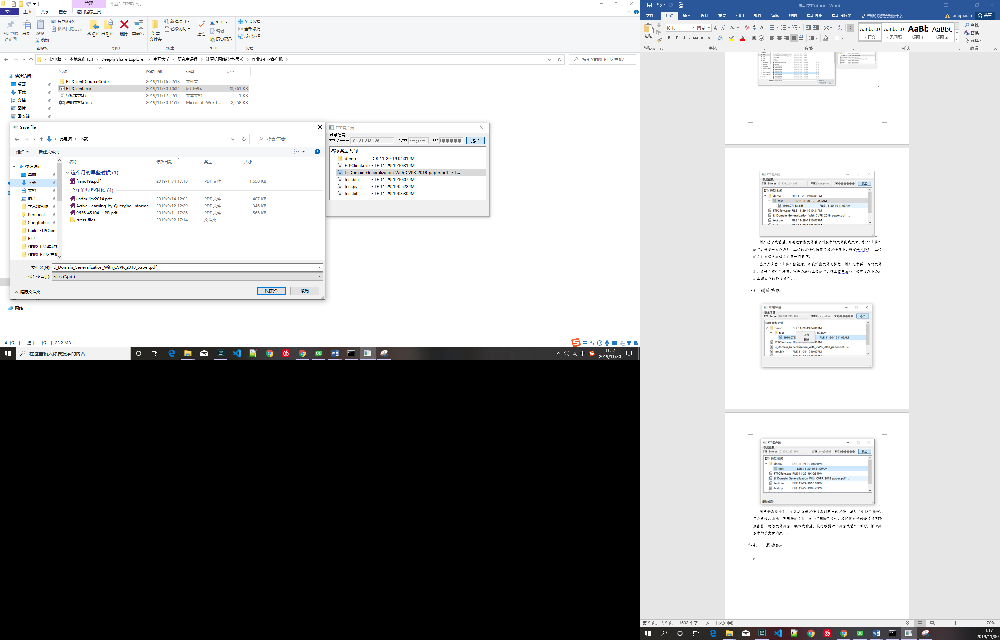 管理
作业3-FTP客户机
文件
主页
共享
查看
应用程序工具
固定到快速访问
复制
粘贴
复制路径
粘贴快捷方式
剪切
移动到
复制到
删除
重命名
新建文件夹
新建项目
轻松访问
属性
打开
编辑
历史记录
全部选择
全部取消
反向选择
剪贴板
组织
新建
打开
选择
此电脑 › 本地磁盘 (E:) › Deepin Share Explorer › 南开大学 › 研究生课程 › 计算机网络技术-吴英 › 作业3-FTP客户机
搜索"作业3-FTP客户机"
名称 修改日期 类型 大小
FTPClient-SourceCode 2019/11/16 22:18 文件夹
FTPClient.exe 2019/11/30 10:34 应用程序 23,761 KB
实验要求.txt 2019/11/12 22:12 文本文档 1 KB
说明文档.docx 2019/11/30 11:17 Microsoft Word ... 2,258 KB
快速访问
桌面
下载
文档
图片
回收站
网络
4 个项目 选中 1 个项目 23.2 MB
Save file
此电脑 › 下载
搜索"下载"
组织 新建文件夹
名称 修改日期 类型 大小
快速访问
桌面
下载
文档
图片
学术部管理
Personal
SongKehui
build-FTPClient
FTP
作业2-IP流量监
作业3-FTP客户
这个月的早些时候 (1)
franc19a.pdf 2019/11/4 17:18 PDF 文件 1,650 KB
今年的早些时候 (4)
usdm_ijcv2014.pdf 2019/9/14 12:02 PDF 文件 407 KB
Active_Learning_by_Querying_Informa... 2019/9/12 12:29 PDF 文件 346 KB
9636-45104-1-PB.pdf 2019/9/11 17:26 PDF 文件 566 KB
rufus_files 2019/9/22 17:14 文件夹
文件名(N): Li_Domain_Generalization_With_CVPR_2018_paper.pdf
保存类型(T): Files (*.pdf)
隐藏文件夹
保存(S)
取消
FTP客户端
登录信息
FTP Server 10.134.243.186 USER songkehui PWD 退出
名称 类型 时间
demo DIR 11-29-19 04:01PM
FTPClient.exe FILE 11-29-1910:31PM
Li_Domain_Generalization_With_CVPR_2018_paper.pdf FIL...
test.bin FILE 11-29-1910:07PM
test.py FILE 11-29-1905:22PM
test.txt FILE 11-29-1903:30PM
在这里输入你要搜索的内容
中
11:17
2019/11/30
说明文档.docx - Word
文件 开始 插入 设计 布局 引用 邮件 审阅 视图 福昕PDF 福昕阅读器 告诉我您想要做什么... song coco 共享
粘贴
仿宋
四号
AaBbCcD 正文
AaBbCcD 无间隔
AaBb 标题 1
AaBbC 标题 2
查找
替换
选择
剪贴板 字体 段落 样式 编辑
FTP客户端
登录信息
FTP Server 10.134.243.186 USER songkehui PWD 退出
名称 类型 时间
demo DIR 11-29-19 04:01PM
test DIR 11-30-19 10:58AM
1910.07153.pdf FILE 11-30-1911:03AM
FTPClient.exe FILE 11-29-1910:31PM
Li_Domain_Generalization_With_CVPR_2018_paper.pdf ...
test.bin FILE 11-29-1910:07PM
用户登录成功后，可通过右击文件目录列表中的文件夹或文件，进行“上传”
操作。当右击文件夹时，上传的文件会保存在该文件夹下。当右击文件时，上传
的文件会保存在该文件同一目录下。
当用户点击“上传”按钮后，系统弹出文件选择框。用户选中要上传的文件
后，点击“打开”按钮，程序会进行上传操作。待上传完成后，相应目录下会添
加上该文件的条目信息。
3. 删除功能
FTP客户端
登录信息
FTP Server 10.134.243.186 USER songkehui PWD 退出
名称 类型 时间
demo DIR 11-29-19 04:01PM
test 11:04AM
1910.071 FILE 11-30-1911:09AM
上传
删除
FTPClient.exe
Li_Domain_Generalization_With_CVPR_2018_paper.pdf ...
test.bin FILE 11-29-1910:07PM
FTP客户端
登录信息
FTP Server 10.134.243.186 USER songkehui PWD 退出
名称 类型 时间
demo DIR 11-29-19 04:01PM
test DIR 11-30-19 11:09AM
FTPClient.exe FILE 11-29-1910:31PM
Li_Domain_Generalization_With_CVPR_2018_paper.pdf ...
test.bin FILE 11-29-1910:07PM
test.py FILE 11-29-1905:22PM
删除成功
用户登录成功后，可通过右击文件目录列表中的文件，进行“删除”操作。
用户通过右击选中要删除的文件，点击“删除”按钮，程序将会发起请求将 FTP
服务器上的该文件删除。操作成功后，状态栏提示“删除成功”。同时，目录列
表中的该文件消失。
4. 下载功能
第 9 页，共 9 页 1602 个字 中文(中国) 70%
11:17
2019/11/30